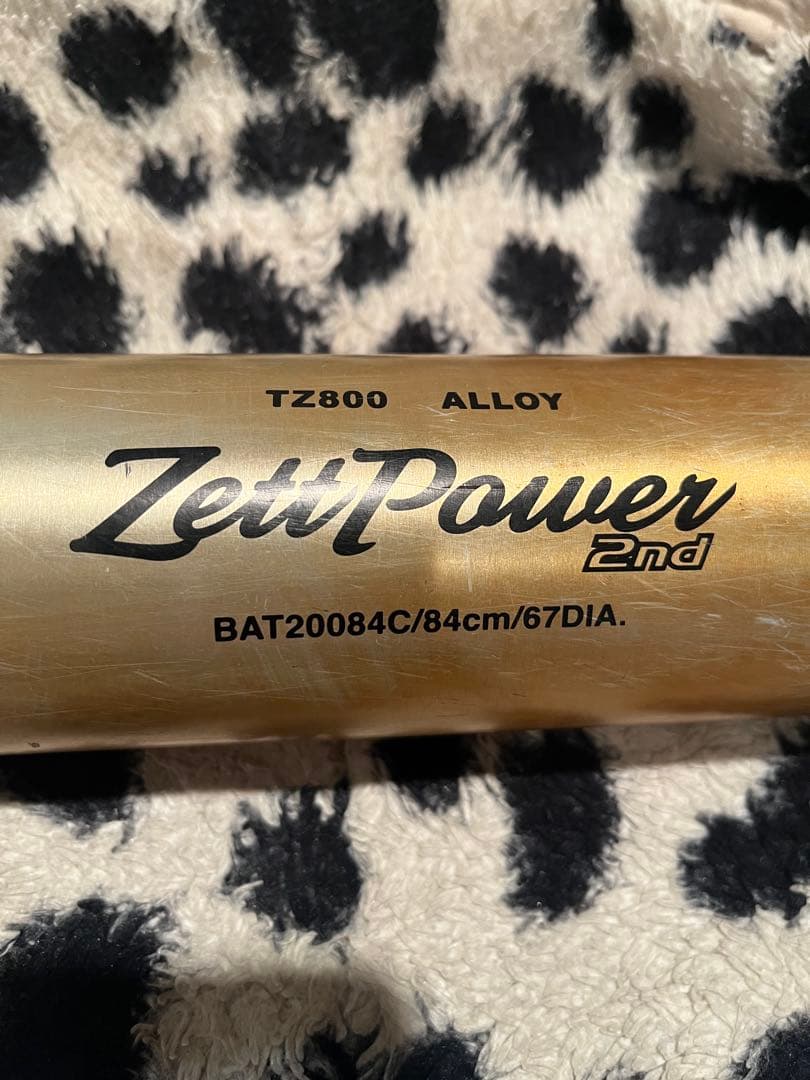 TZ800 ALLOY
ZettPower
2nd
BAT20084C/84cm/67DIA.